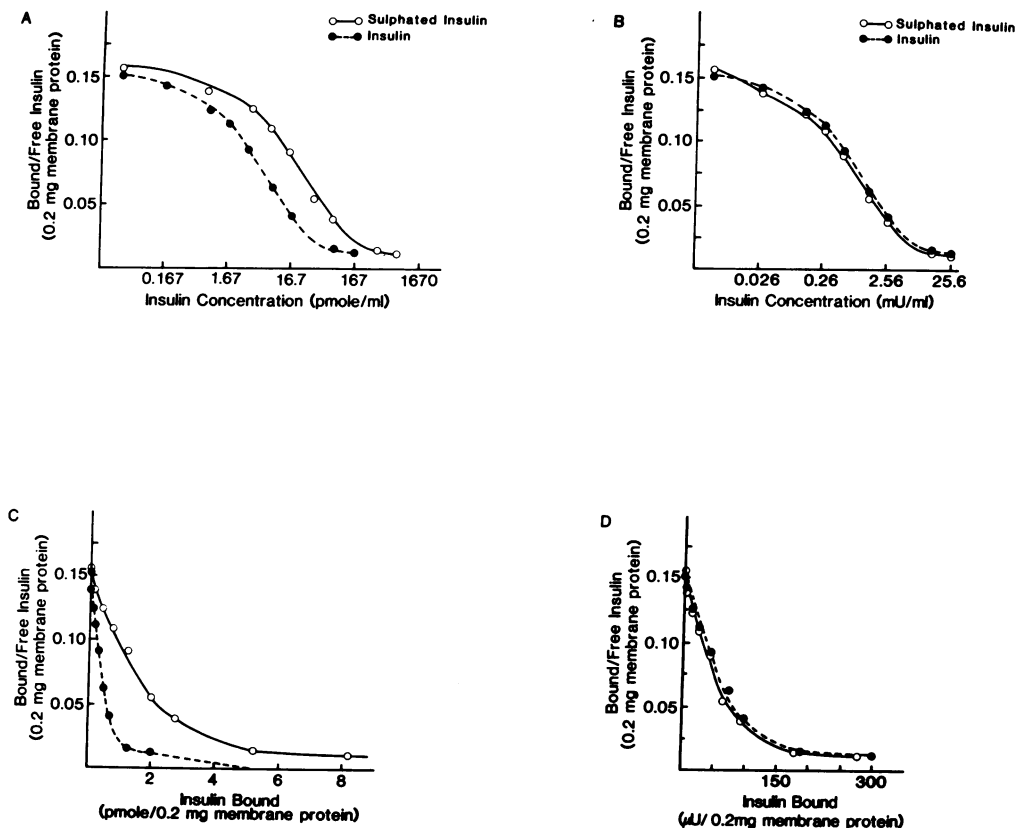 A
Sulphated Insulin
Insulin
Bound/Free Insulin
(0.2 mg membrane protein)
0.15
0.10
0.05
0.167
1.67
16.7
167
1670
Insulin Concentration (pmole/ml)
B
Sulphated Insulin
Insulin
Bound/Free Insulin
(0.2 mg membrane protein)
0.15
0.10
0.05
0.026
0.26
2.56
25.6
Insulin Concentration (mU/ml)
C
Bound/Free Insulin
(0.2 mg membrane protein)
0.15
0.10
0.05
2
4
6
8
Insulin Bound
(pmole/0.2 mg membrane protein)
D
Bound/Free Insulin
(0.2 mg membrane protein)
0.15
0.10
0.05
150
300
Insulin Bound
(µU/ 0.2mg membrane protein)